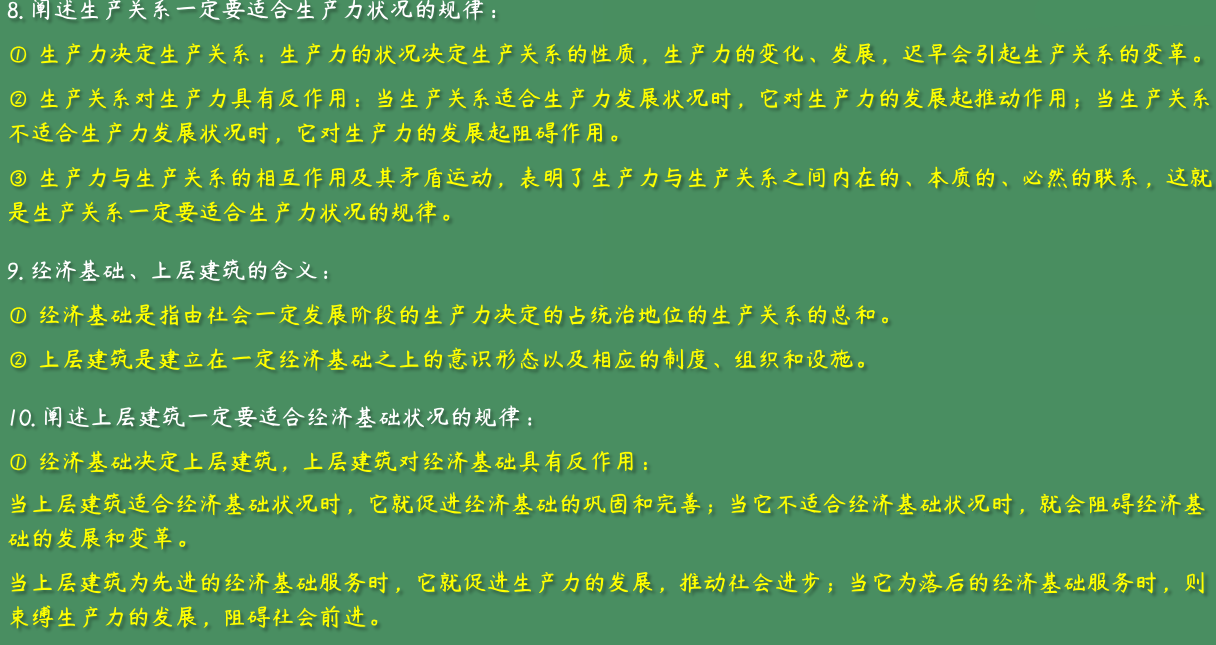 8. 阐述生产关系一定要适合生产力状况的规律：
① 生产力决定生产关系：生产力的状况决定生产关系的性质，生产力的变化、发展，迟早会引起生产关系的变革。
② 生产关系对生产力具有反作用：当生产关系适合生产力发展状况时，它对生产力的发展起推动作用；当生产关系
不适合生产力发展状况时，它对生产力的发展起阻碍作用。
③ 生产力与生产关系的相互作用及其矛盾运动，表明了生产力与生产关系之间内在的、本质的、必然的联系，这就
是生产关系一定要适合生产力状况的规律。
9. 经济基础、上层建筑的含义：
① 经济基础是指由社会一定发展阶段的生产力决定的占统治地位的生产关系的总和。
② 上层建筑是建立在一定经济基础之上的意识形态以及相应的制度、组织和设施。
10. 阐述上层建筑一定要适合经济基础状况的规律：
① 经济基础决定上层建筑，上层建筑对经济基础具有反作用：
当上层建筑适合经济基础状况时，它就促进经济基础的巩固和完善；当它不适合经济基础状况时，就会阻碍经济基
础的发展和变革。
当上层建筑为先进的经济基础服务时，它就促进生产力的发展，推动社会进步；当它为落后的经济基础服务时，则
束缚生产力的发展，阻碍社会前进。